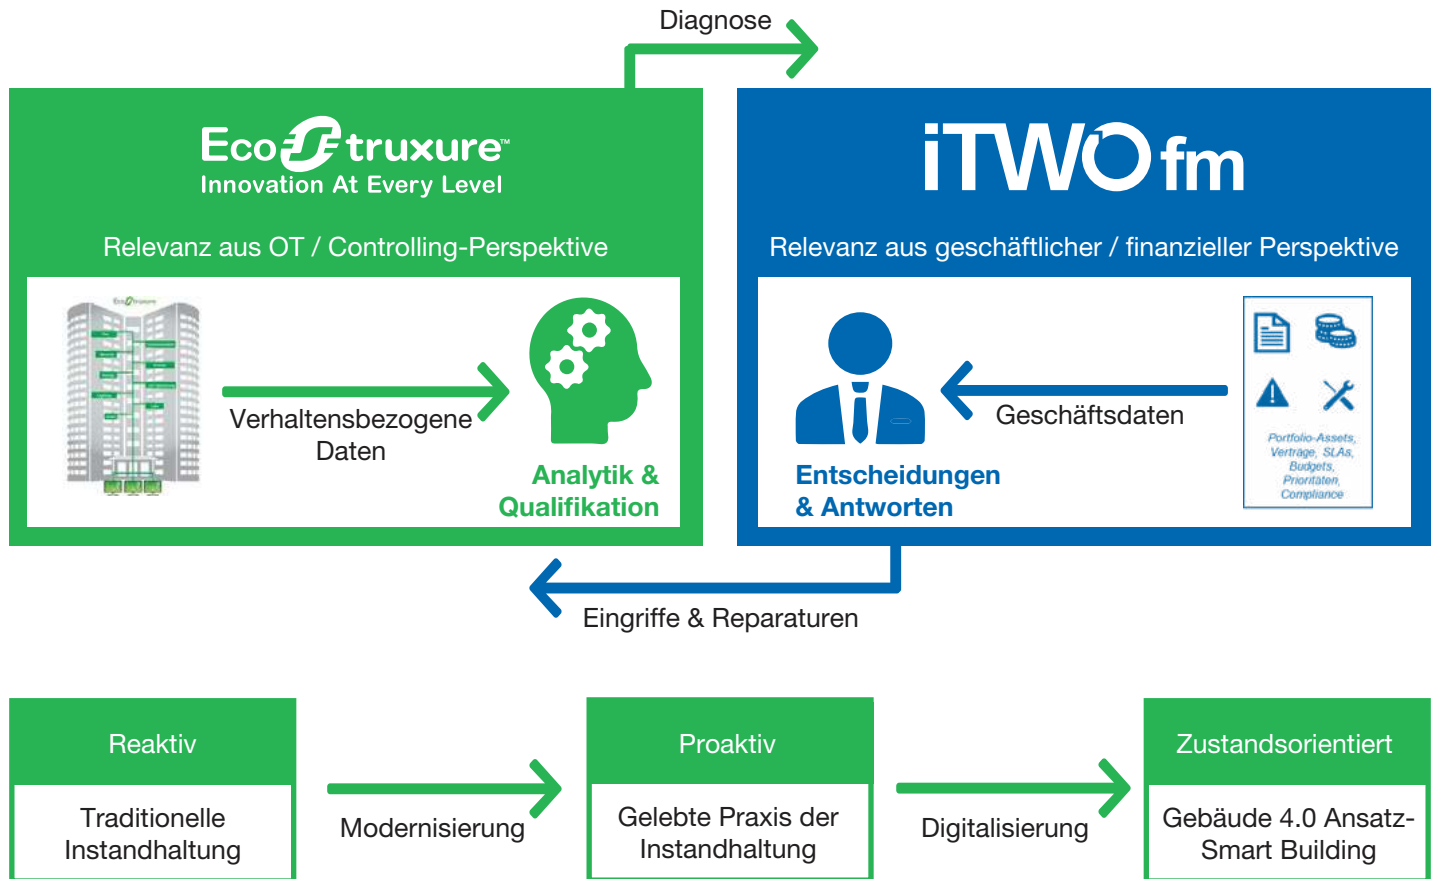 Diagnose
EcoStruxure™
Innovation At Every Level
Relevanz aus OT / Controlling-Perspektive
EcoStruxure
Verhaltensbezogene
Daten
Analytik &
Qualifikation
iTWO fm
Relevanz aus geschäftlicher / finanzieller Perspektive
Entscheidungen
& Antworten
Geschäftsdaten
Portfolio-Assets,
Verträge, SLAs,
Budgets,
Prioritäten,
Compliance
Eingriffe & Reparaturen
Reaktiv
Traditionelle
Instandhaltung
Modernisierung
Proaktiv
Gelebte Praxis der
Instandhaltung
Digitalisierung
Zustandsorientiert
Gebäude 4.0 Ansatz-
Smart Building